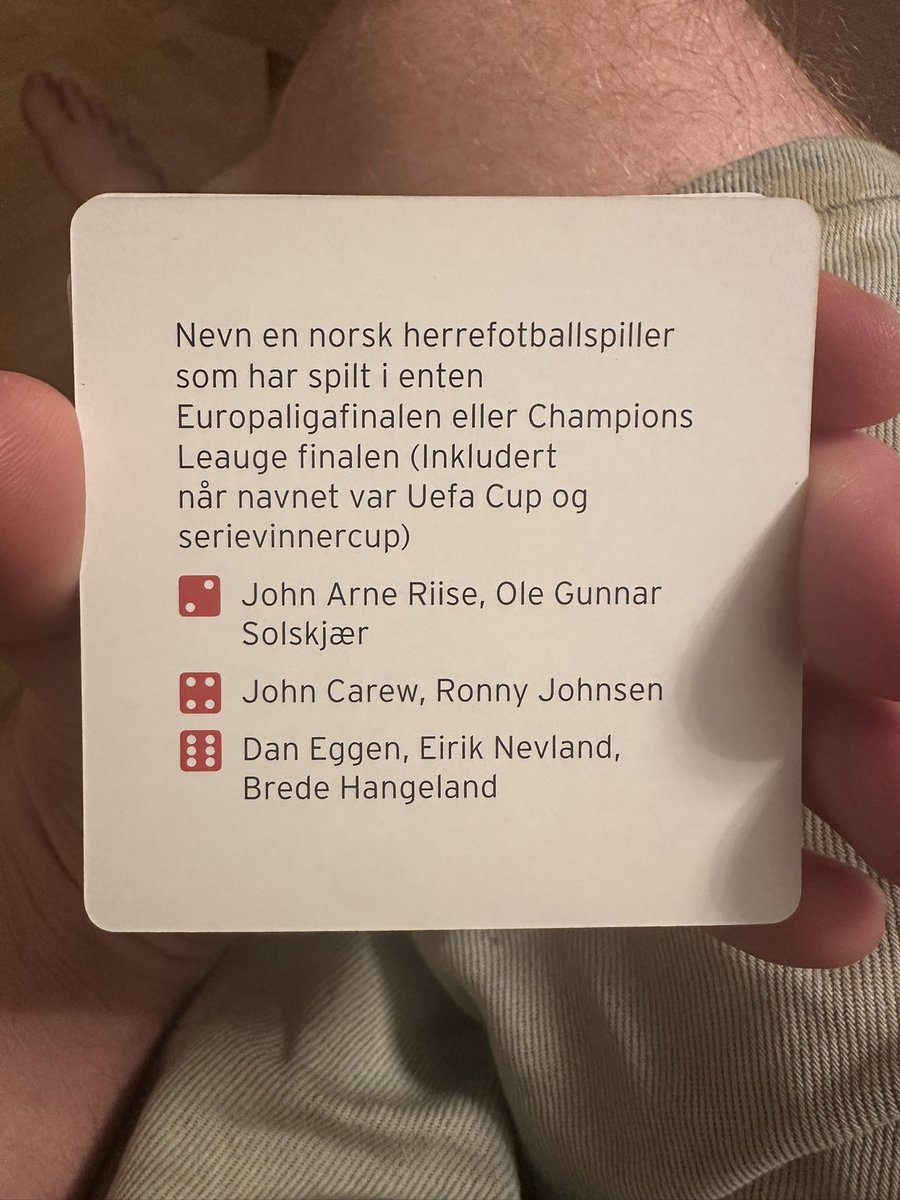 Nevn en norsk herrefotballspiller
som har spilt i enten
Europaligafinalen eller Champions
Leauge finalen (Inkludert
når navnet var Uefa Cup og
serievinnercup)
John Arne Riise, Ole Gunnar
Solskjær
John Carew, Ronny Johnsen
Dan Eggen, Eirik Nevland,
Brede Hangeland